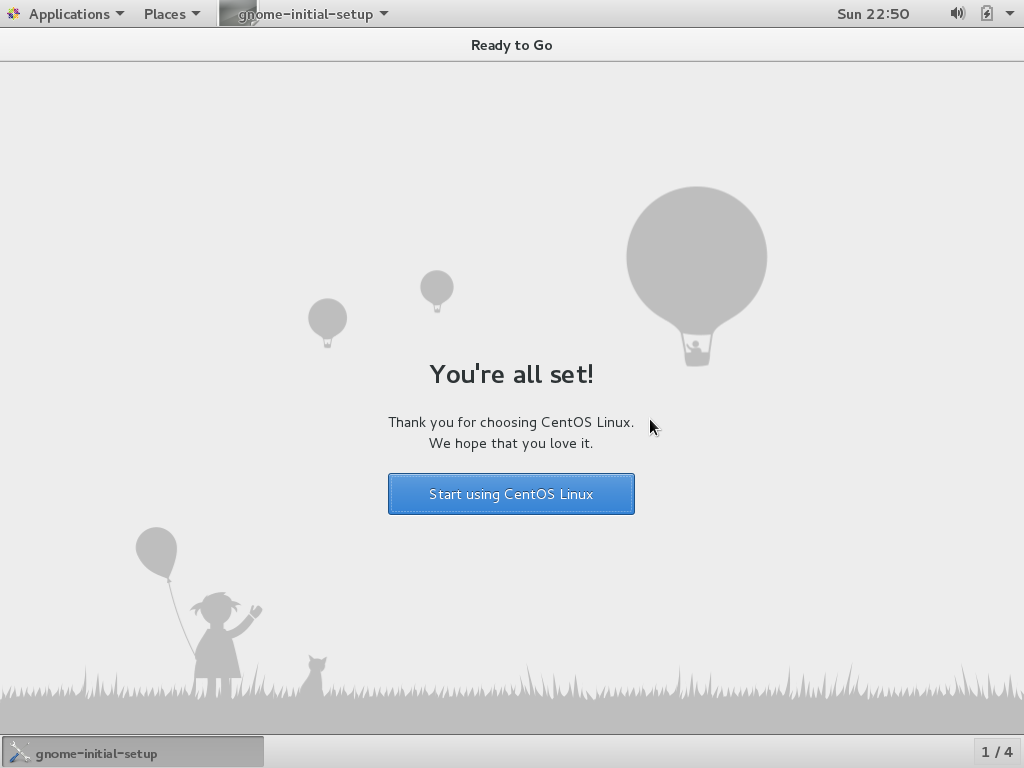 Applications Places gnome-initial-setup Sun 22:50
Ready to Go
You're all set!
Thank you for choosing CentOS Linux.
We hope that you love it.
Start using CentOS Linux
gnome-initial-setup 1 / 4